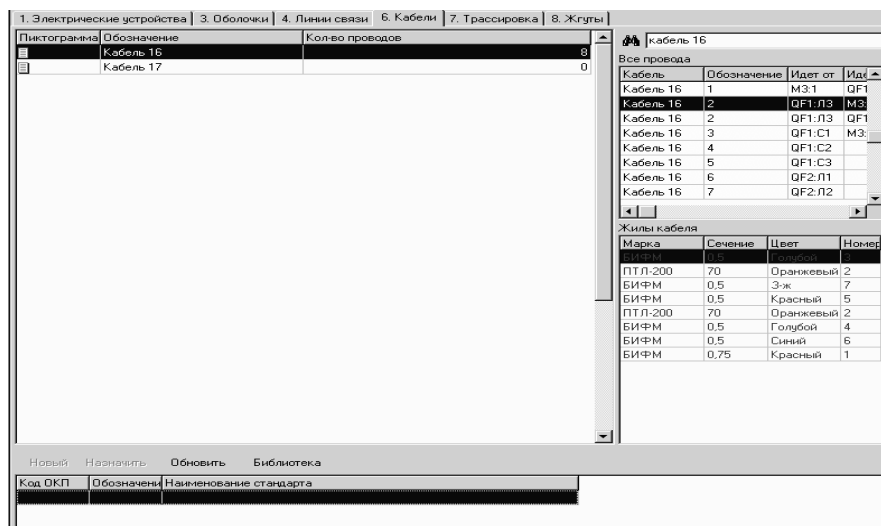 1. Электрические устройства 3. Оболочки 4. Линии связи 6. Кабели 7. Трассировка 8. Жгуты
Пиктограмма Обозначение Кол-во проводов
Кабель 16 8
Кабель 17 0
кабель 16
Все провода
Кабель Обозначение Идет от Иде
Кабель 16 1 М3:1 QF1
Кабель 16 2 QF1:Л3 М3:
Кабель 16 2 QF1:Л3 QF1
Кабель 16 3 QF1:С1 М3:
Кабель 16 4 QF1:С2
Кабель 16 5 QF1:С3
Кабель 16 6 QF2:Л1
Кабель 16 7 QF2:Л2
Жилы кабеля
Марка Сечение Цвет Номер
БИФМ 0,5 Голубой 3
ПТЛ-200 70 Оранжевый 2
БИФМ 0,5 З-ж 7
БИФМ 0,5 Красный 5
ПТЛ-200 70 Оранжевый 2
БИФМ 0,5 Голубой 4
БИФМ 0,5 Синий 6
БИФМ 0,75 Красный 1
Новый Назначить Обновить Библиотека
Код ОКП Обозначени Наименование стандарта